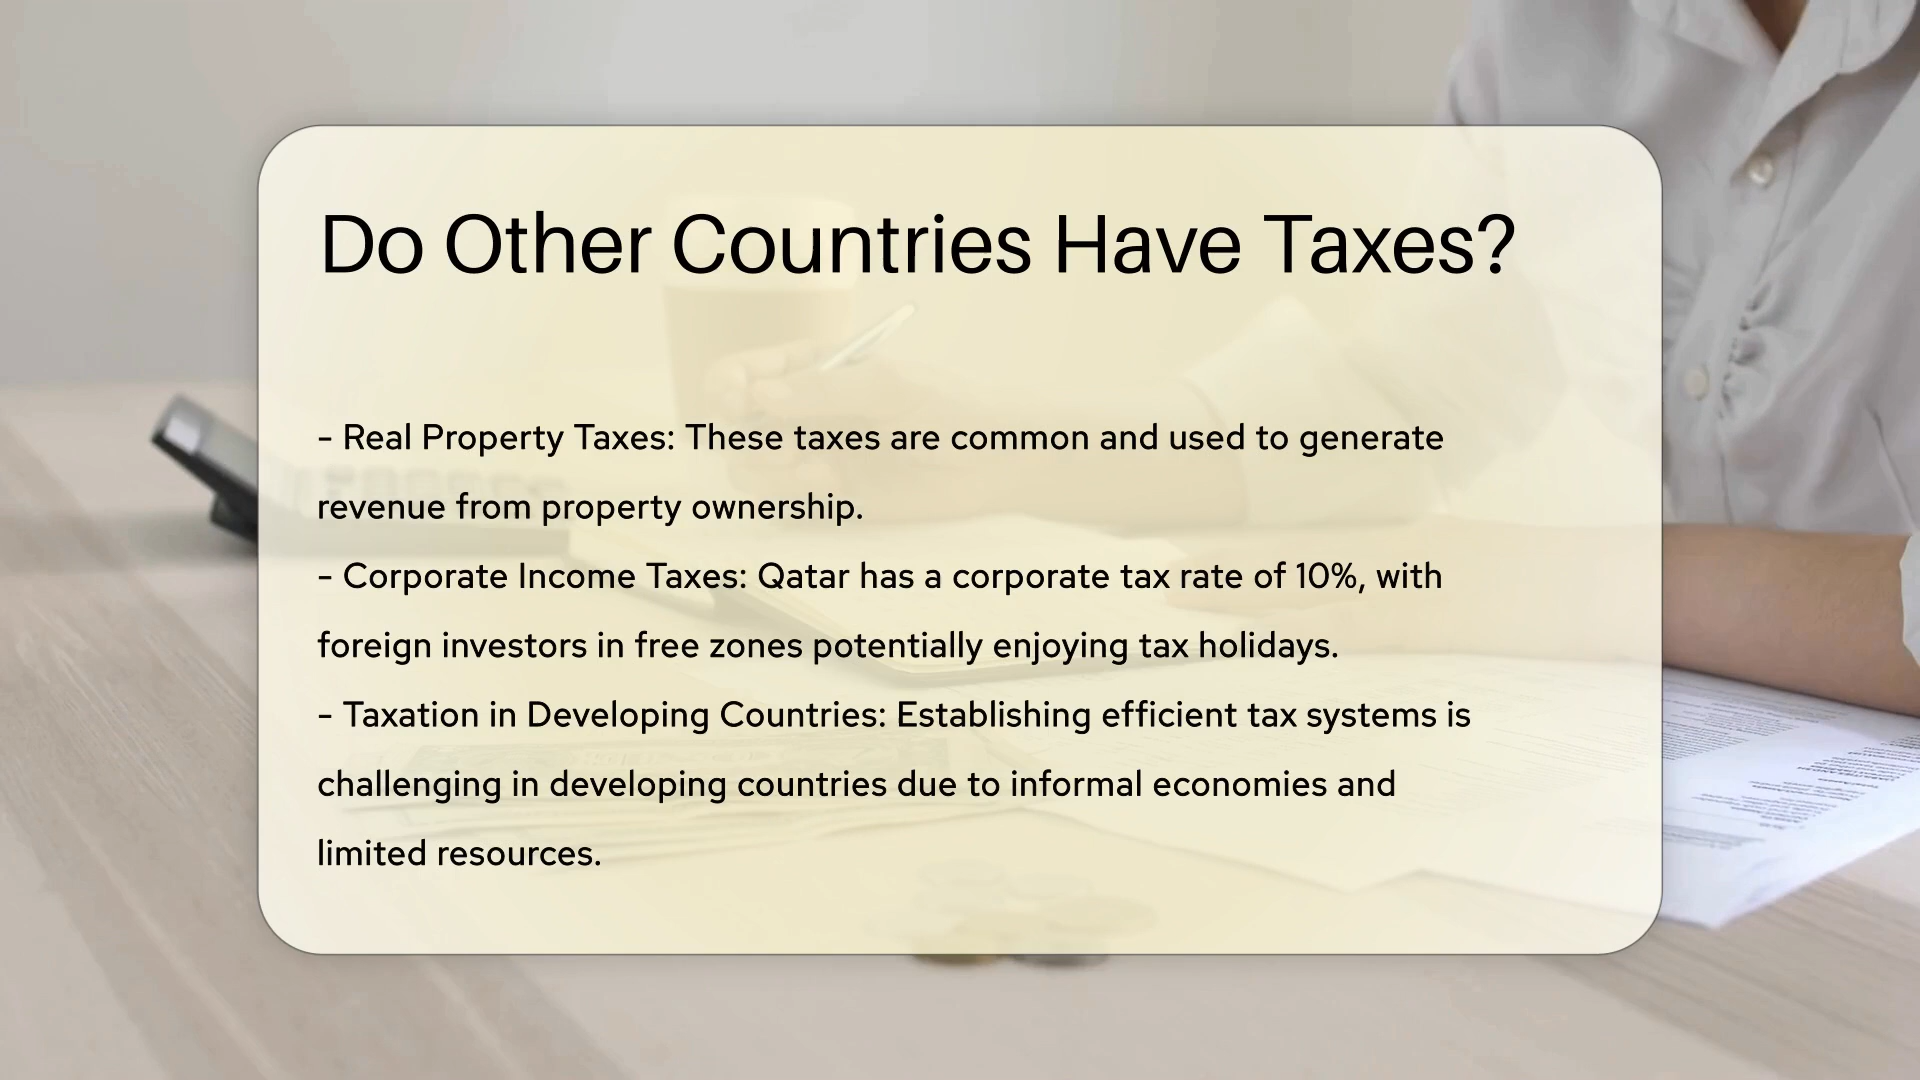 Do Other Countries Have Taxes?
- Real Property Taxes: These taxes are common and used to generate
revenue from property ownership.
- Corporate Income Taxes: Qatar has a corporate tax rate of 10%, with
foreign investors in free zones potentially enjoying tax holidays.
- Taxation in Developing Countries: Establishing efficient tax systems is
challenging in developing countries due to informal economies and
limited resources.